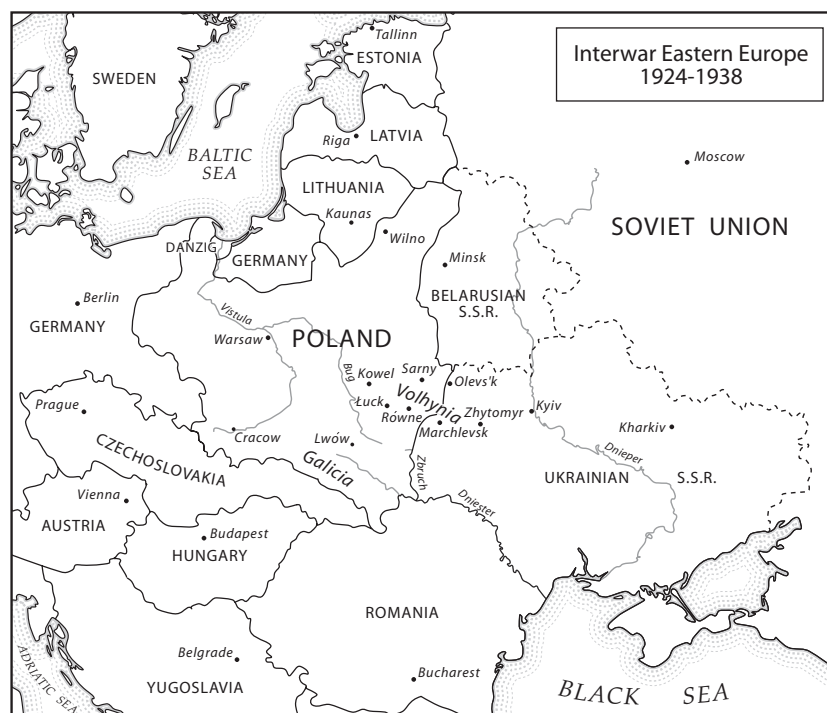 Interwar Eastern Europe
1924-1938
Tallinn
ESTONIA
SWEDEN
Riga
LATVIA
Moscow
BALTIC
SEA
LITHUANIA
Kaunas
Wilno
SOVIET UNION
DANZIG
GERMANY
Minsk
BELARUSIAN
S.S.R.
Berlin
GERMANY
Vistula
Warsaw
POLAND
Bug
Kowel
Sarny
Olevs'k
Łuck
Volhynia
Równe
Zhytomyr
Kyiv
Marchlevsk
Prague
Cracow
Lwów
Kharkiv
CZECHOSLOVAKIA
Galicia
Zbruch
Dnieper
UKRAINIAN
S.S.R.
Vienna
AUSTRIA
Dniester
Budapest
HUNGARY
ROMANIA
ADRIATIC SEA
Belgrade
YUGOSLAVIA
Bucharest
BLACK SEA